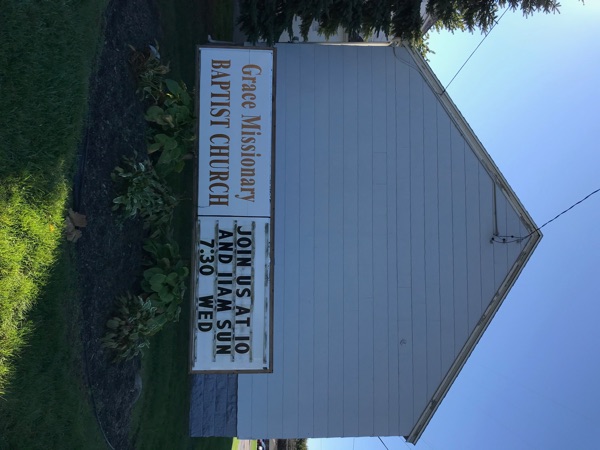 Grace Missionary
BAPTIST CHURCH
JOIN US AT 10
AND 11AM SUN
7:30 WED